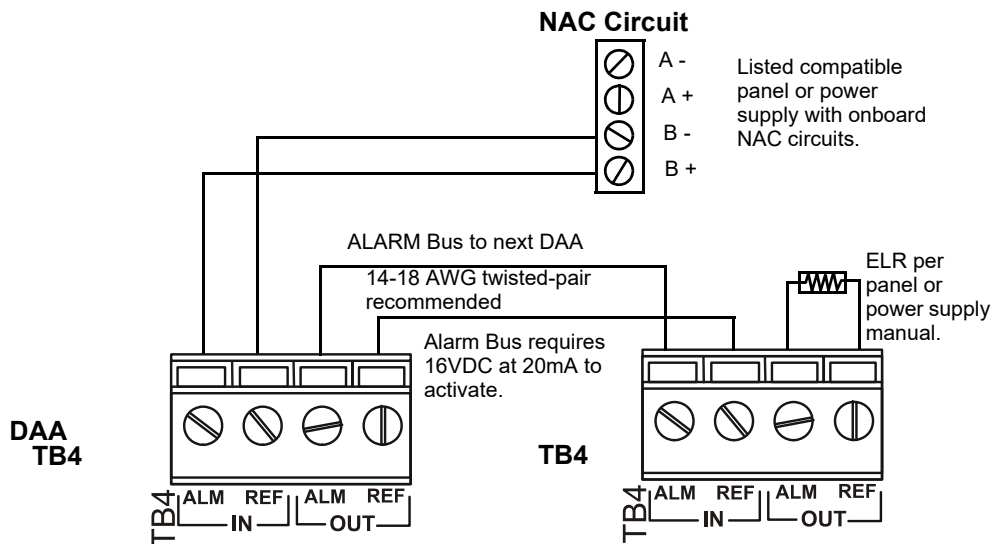 NAC Circuit
A -
A +
B -
B +
Listed compatible
panel or power
supply with onboard
NAC circuits.
ALARM Bus to next DAA
14-18 AWG twisted-pair
recommended
Alarm Bus requires
16VDC at 20mA to
activate.
ELR per
panel or
power supply
manual.
DAA
TB4
TB4
ALM REF ALM REF
IN OUT
TB4
TB4
ALM REF ALM REF
IN OUT